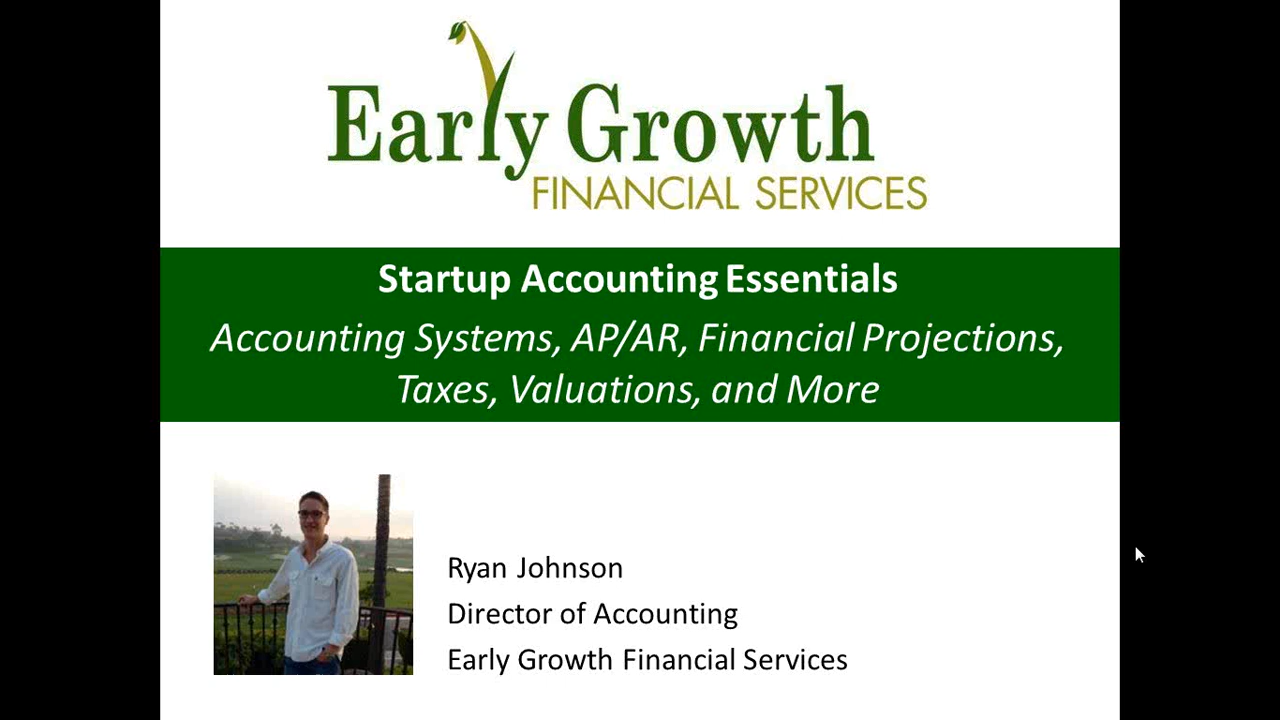 Early Growth
FINANCIAL SERVICES
Startup Accounting Essentials
Accounting Systems, AP/AR, Financial Projections,
Taxes, Valuations, and More
Ryan Johnson
Director of Accounting
Early Growth Financial Services